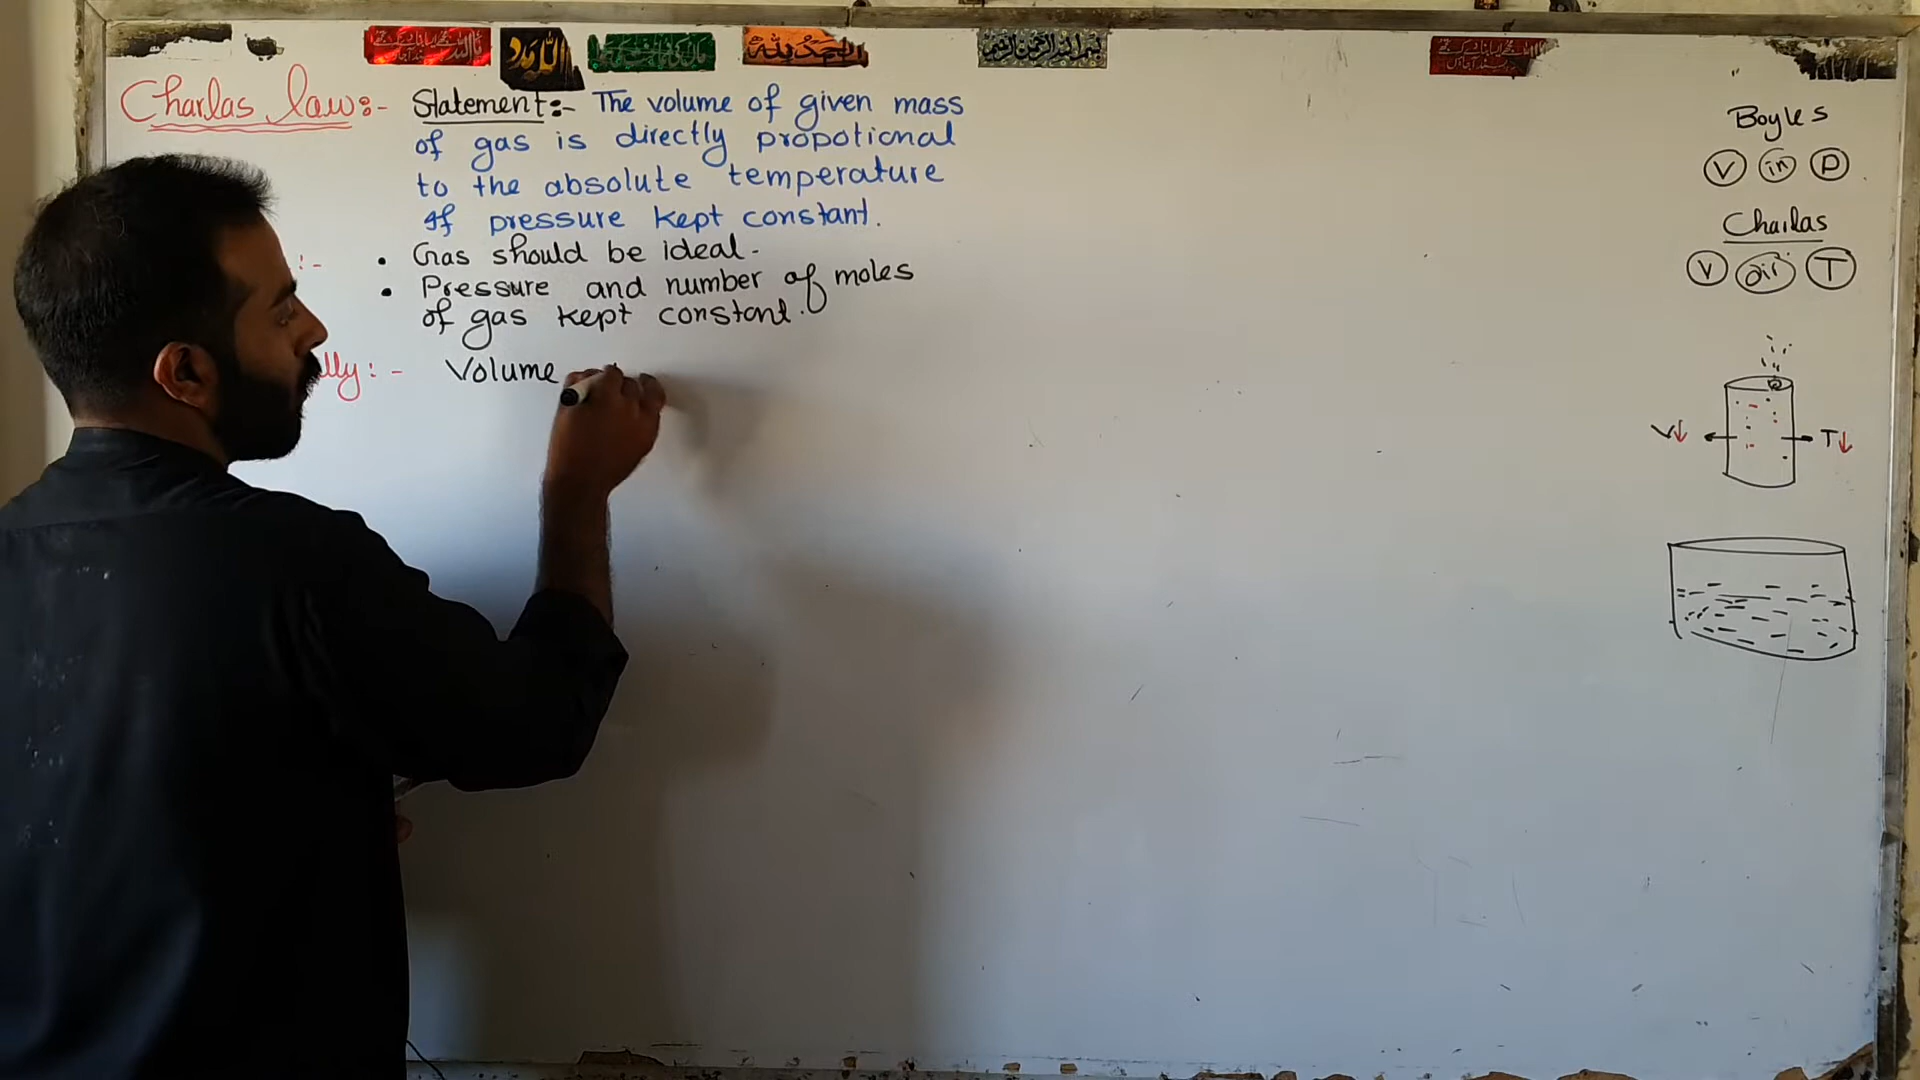 Charlas law:- Statement:- The volume of given mass
of gas is directly propotional
to the absolute temperature
if pressure kept constant.
:- • Gas should be ideal-
• Pressure and number of moles
of gas kept constant.
lly:- Volume
Boyles
V in P
Charlas
V dir T
V↓ T↓